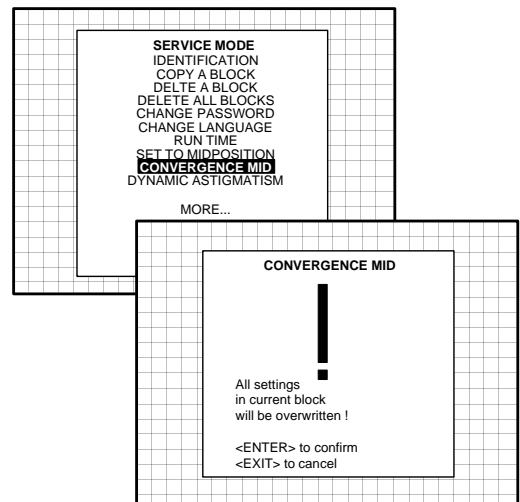 SERVICE MODE
IDENTIFICATION
COPY A BLOCK
DELTE A BLOCK
DELETE ALL BLOCKS
CHANGE PASSWORD
CHANGE LANGUAGE
RUN TIME
SET TO MIDPOSITION
CONVERGENCE MID
DYNAMIC ASTIGMATISM
MORE...
CONVERGENCE MID
!
All settings
in current block
will be overwritten !
<ENTER> to confirm
<EXIT> to cancel